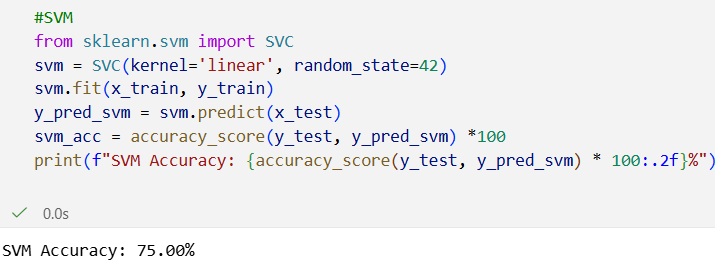 #SVM
from sklearn.svm import SVC
svm = SVC(kernel='linear', random_state=42)
svm.fit(x_train, y_train)
y_pred_svm = svm.predict(x_test)
svm_acc = accuracy_score(y_test, y_pred_svm) *100
print(f"SVM Accuracy: {accuracy_score(y_test, y_pred_svm) * 100:.2f}%")
0.0s
SVM Accuracy: 75.00%